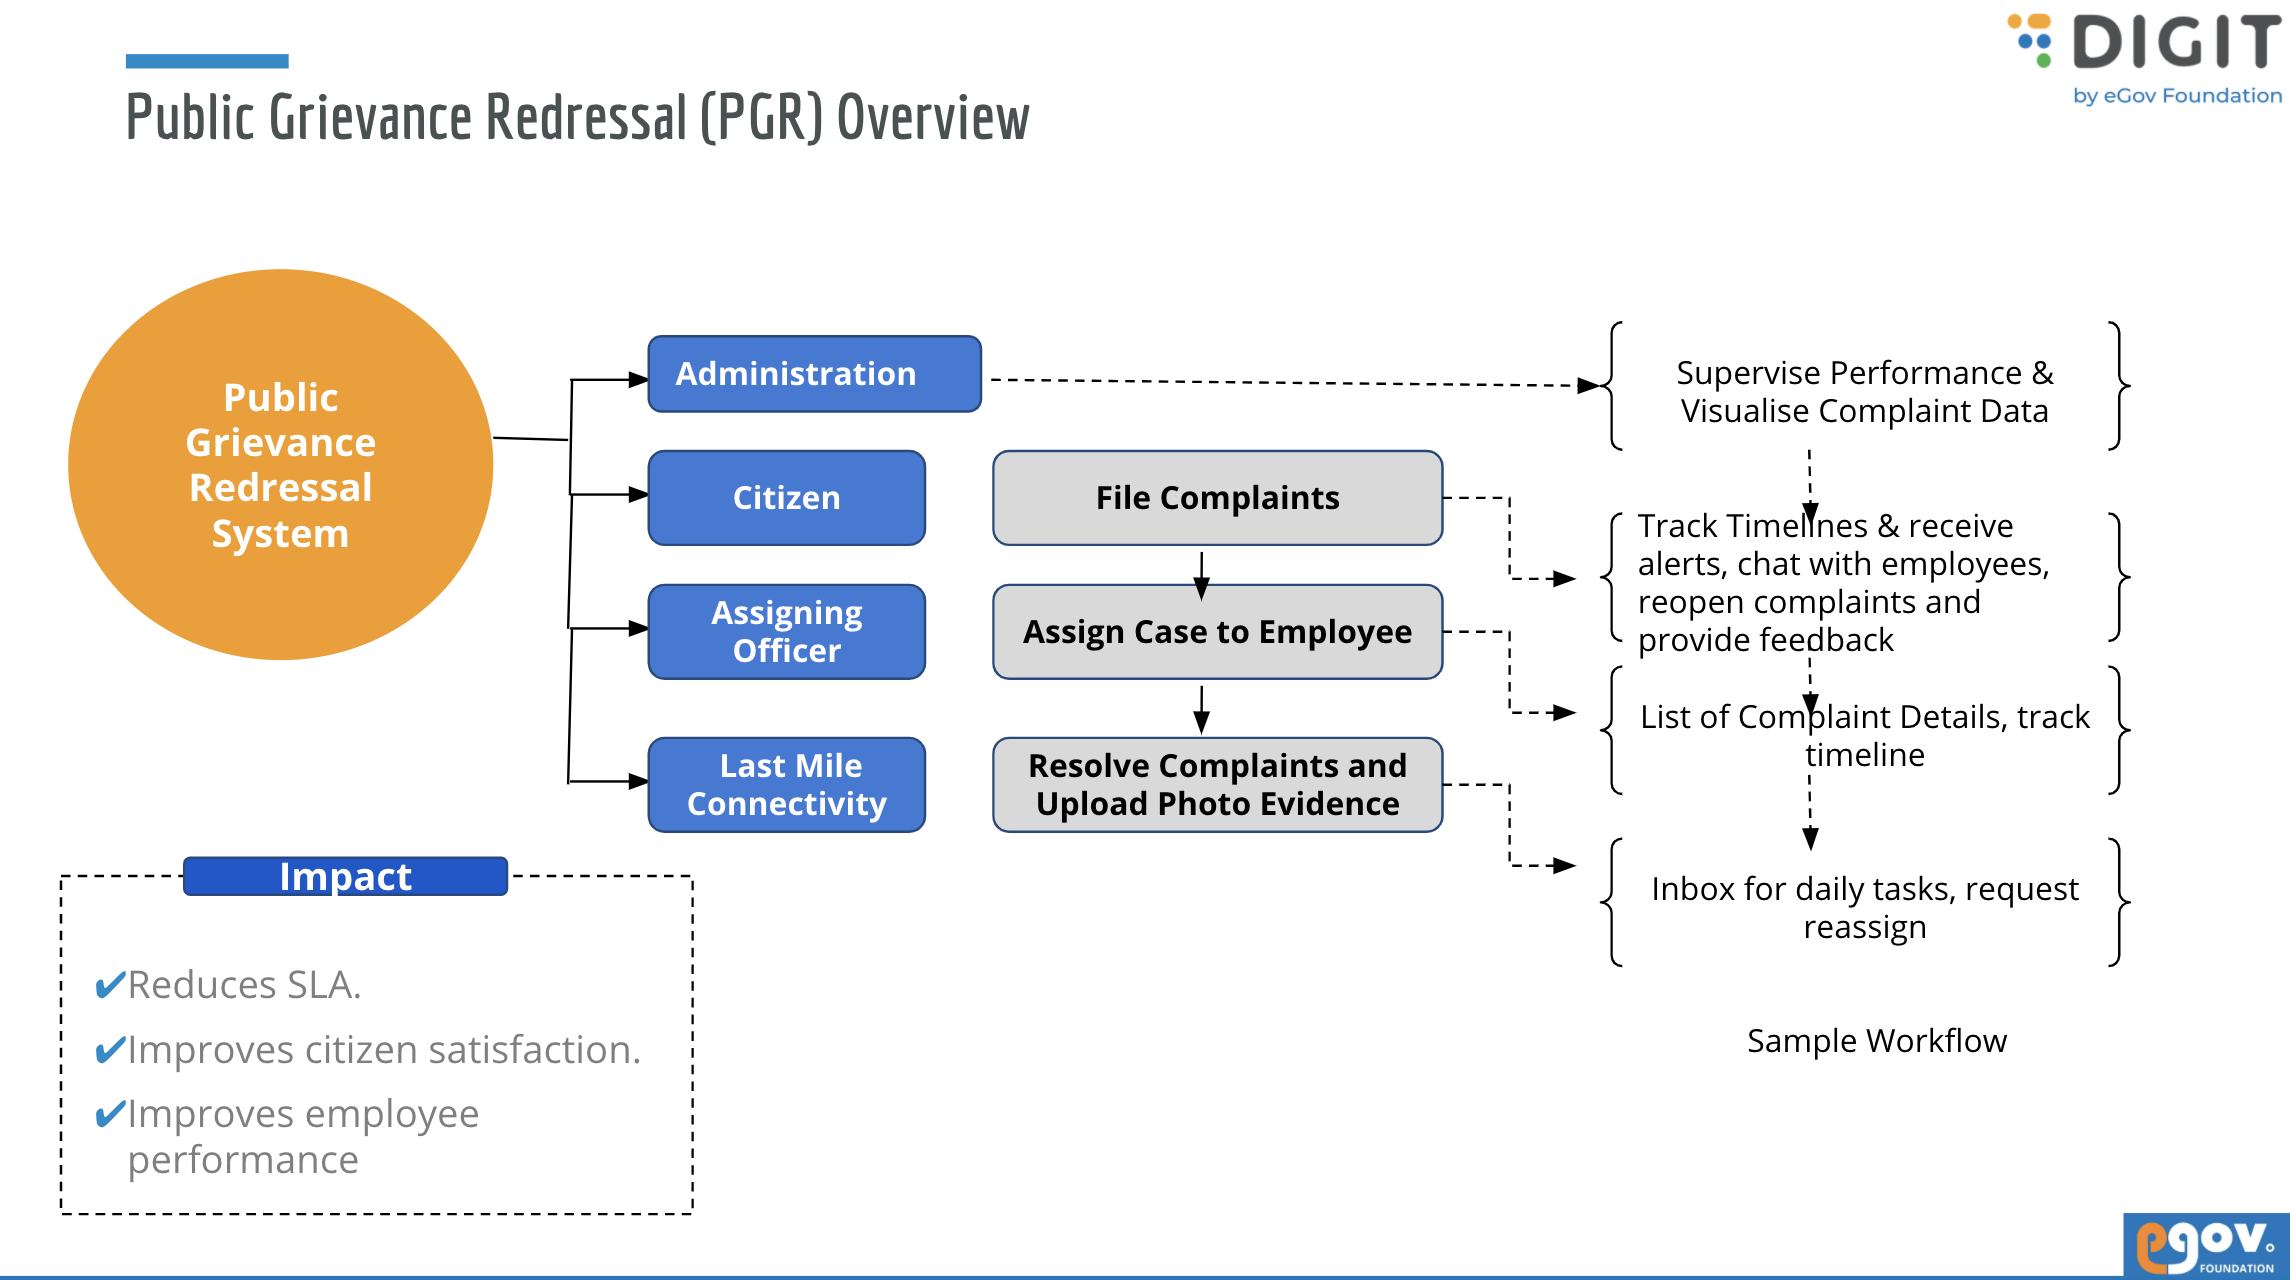 DIGIT
by eGov Foundation
Public Grievance Redressal (PGR) Overview
Public
Grievance
Redressal
System
Administration
Citizen
Assigning
Officer
Last Mile
Connectivity
File Complaints
Assign Case to Employee
Resolve Complaints and
Upload Photo Evidence
Supervise Performance &
Visualise Complaint Data
Track Timelines & receive
alerts, chat with employees,
reopen complaints and
provide feedback
List of Complaint Details, track
timeline
Inbox for daily tasks, request
reassign
Sample Workflow
Impact
✔Reduces SLA.
✔Improves citizen satisfaction.
✔Improves employee
performance
egov.
FOUNDATION